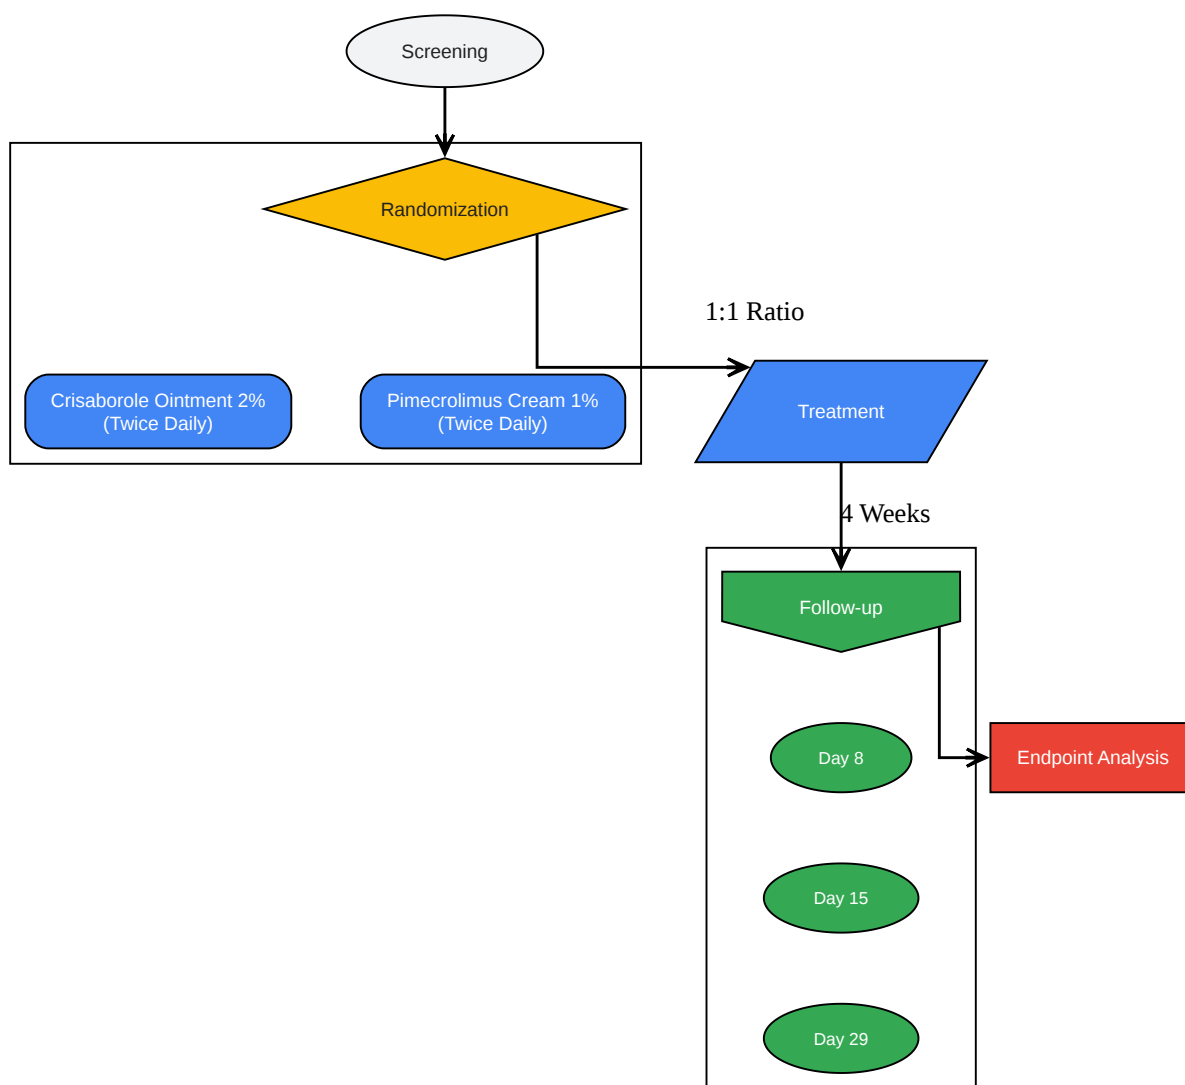 Screening
Randomization
1:1 Ratio
Crisaborole Ointment 2%
(Twice Daily)
Pimecrolimus Cream 1%
(Twice Daily)
Treatment
4 Weeks
Follow-up
Day 8
Endpoint Analysis
Day 15
Day 29